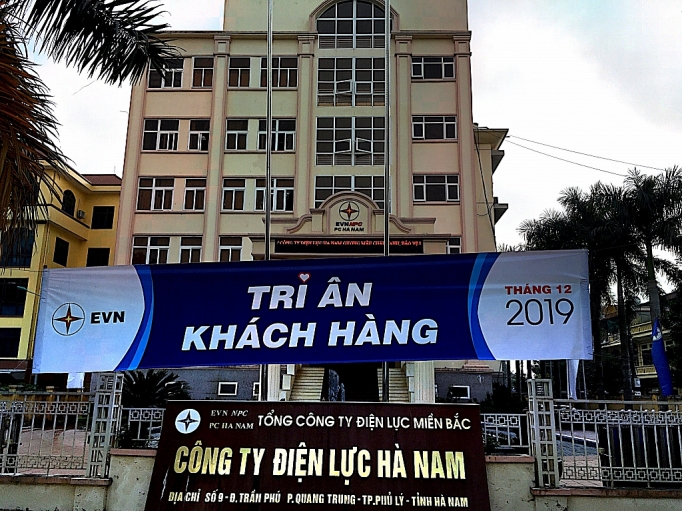 EVNNPC
PC HA NAM
EVN
TRI ÂN
KHÁCH HÀNG
THÁNG 12
2019
EVN NPC
PC HA NAM
TỔNG CÔNG TY ĐIỆN LỰC MIỀN BẮC
CÔNG TY ĐIỆN LỰC HÀ NAM
ĐỊA CHỈ SỐ 9 - Đ.TRẦN PHÚ P.QUANG TRUNG - TP.PHỦ LÝ - TỈNH HÀ NAM